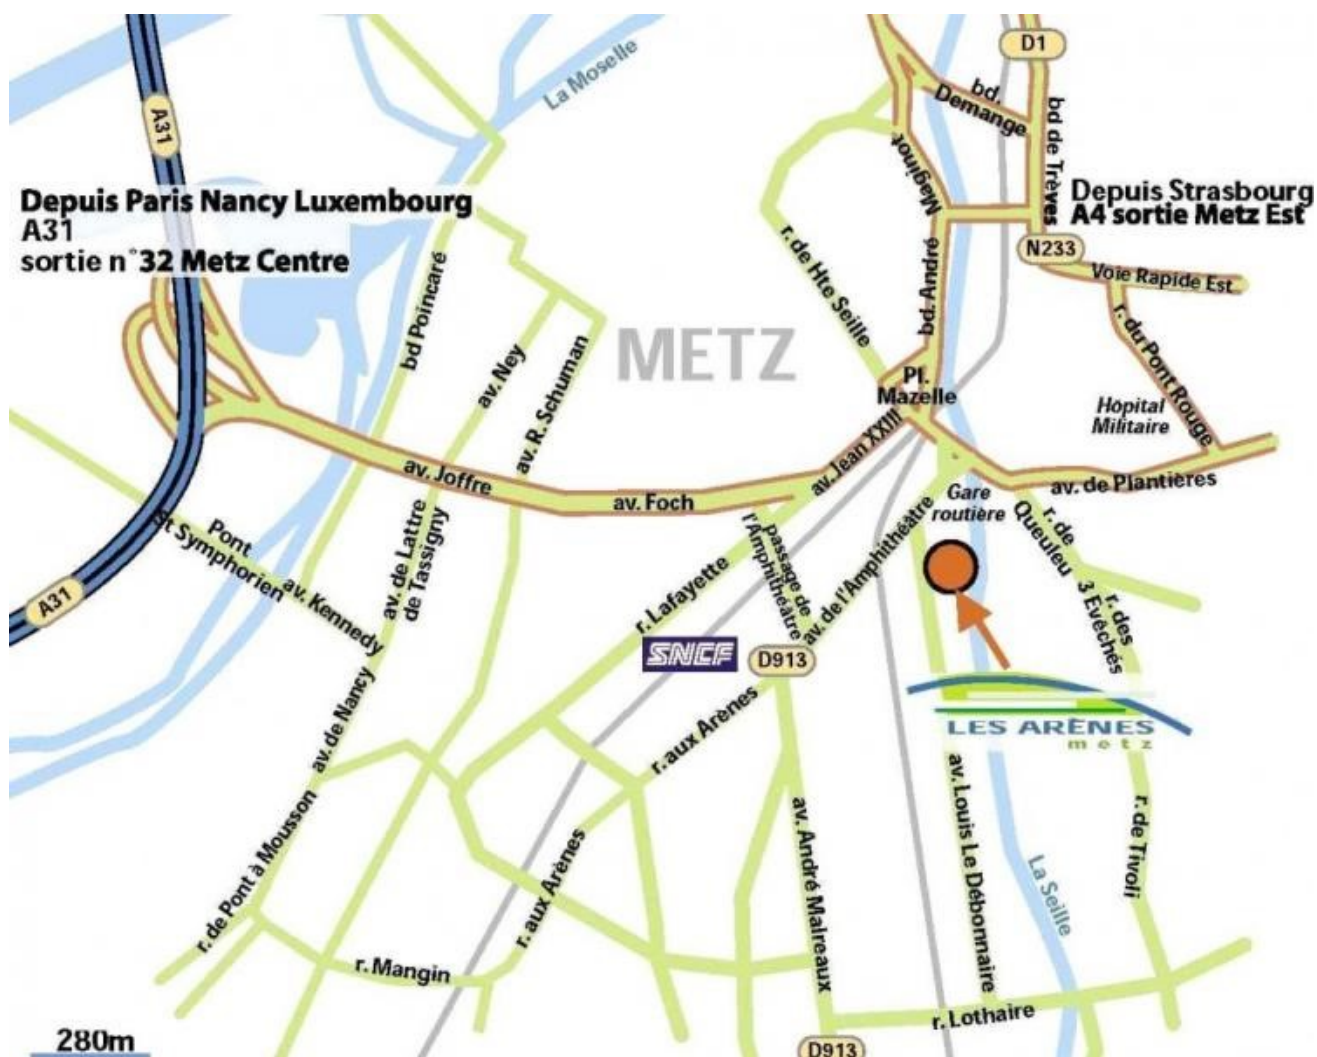 D1
La Moselle
bd.
Demange
A31
bd de Trèves
Maginot
Depuis Paris Nancy Luxembourg
A31
sortie n°32 Metz Centre
Depuis Strasbourg
A4 sortie Metz Est
N233
Voie Rapide Est
r. de Hte Seille
bd. André
bd Poincaré
r. du Pont Rouge
METZ
av. Ney
av. R. Schuman
Pl.
Mazelle
Hôpital
Militaire
av. Jean XXIII
av. Joffre
av. Foch
av. de Plantières
Gare
routière
Pont
St Symphorien
av. de Lattre
de Tassigny
passage de
l'Amphithéâtre
av. de l'Amphithéâtre
r. de
Queuleu
r. Lafayette
av. Kennedy
A31
r. des
3 Evêchés
SNCF
D913
av. de Nancy
r. aux Arènes
LES ARÈNES
metz
r. de Pont à Mousson
r. aux Arènes
av. André Malreaux
av. Louis Le Débonnaire
r. de Tivoli
La Seille
r. Mangin
r. Lothaire
280m
D913